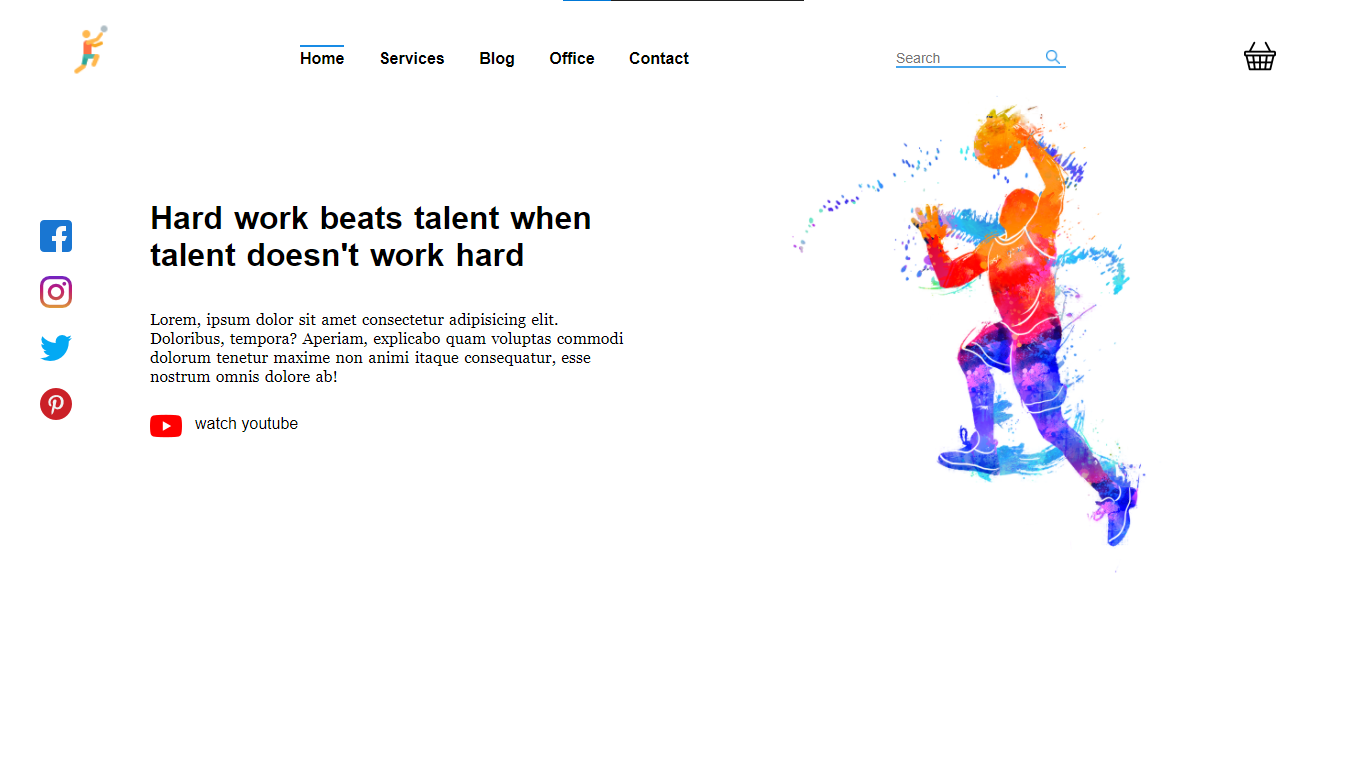 Home Services Blog Office Contact Search
Hard work beats talent when
talent doesn't work hard
Lorem, ipsum dolor sit amet consectetur adipisicing elit.
Doloribus, tempora? Aperiam, explicabo quam voluptas commodi
dolorum tenetur maxime non animi itaque consequatur, esse
nostrum omnis dolore ab!
watch youtube